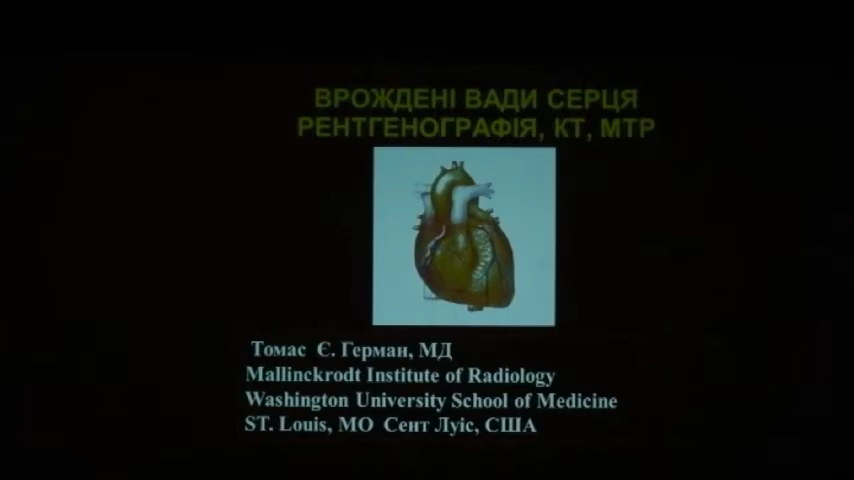 ВРОЖДЕНІ ВАДИ СЕРЦЯ
РЕНТГЕНОГРАФІЯ, КТ, МТР
Томас Є. Герман, МД
Mallinckrodt Institute of Radiology
Washington University School of Medicine
ST. Louis, MO Сент Луіс, США